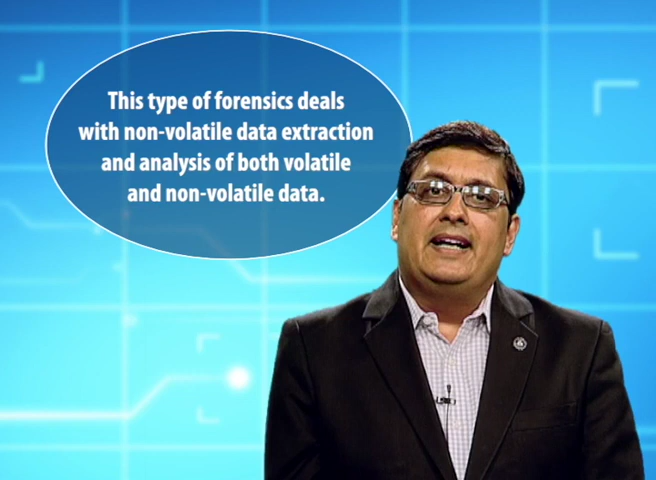 This type of forensics deals
with non-volatile data extraction
and analysis of both volatile
and non-volatile data.